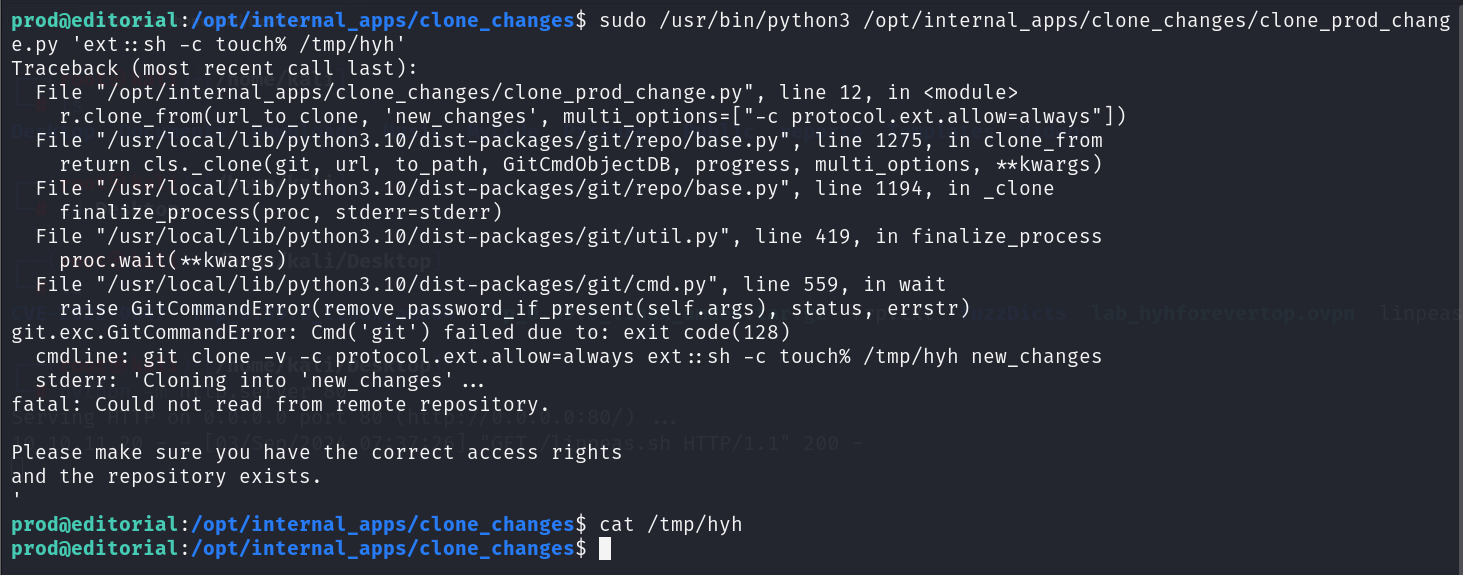 prod@editorial:/opt/internal_apps/clone_changes$ sudo /usr/bin/python3 /opt/internal_apps/clone_changes/clone_prod_chang
e.py 'ext::sh -c touch% /tmp/hyh'
Traceback (most recent call last):
  File "/opt/internal_apps/clone_changes/clone_prod_change.py", line 12, in <module>
    r.clone_from(url_to_clone, 'new_changes', multi_options=["-c protocol.ext.allow=always"])
  File "/usr/local/lib/python3.10/dist-packages/git/repo/base.py", line 1275, in clone_from
    return cls._clone(git, url, to_path, GitCmdObjectDB, progress, multi_options, **kwargs)
  File "/usr/local/lib/python3.10/dist-packages/git/repo/base.py", line 1194, in _clone
    finalize_process(proc, stderr=stderr)
  File "/usr/local/lib/python3.10/dist-packages/git/util.py", line 419, in finalize_process
    proc.wait(**kwargs)
  File "/usr/local/lib/python3.10/dist-packages/git/cmd.py", line 559, in wait
    raise GitCommandError(remove_password_if_present(self.args), status, errstr)
git.exc.GitCommandError: Cmd('git') failed due to: exit code(128)
  cmdline: git clone -v -c protocol.ext.allow=always ext::sh -c touch% /tmp/hyh new_changes
  stderr: 'Cloning into 'new_changes'...
fatal: Could not read from remote repository.

Please make sure you have the correct access rights
and the repository exists.
'
prod@editorial:/opt/internal_apps/clone_changes$ cat /tmp/hyh
prod@editorial:/opt/internal_apps/clone_changes$